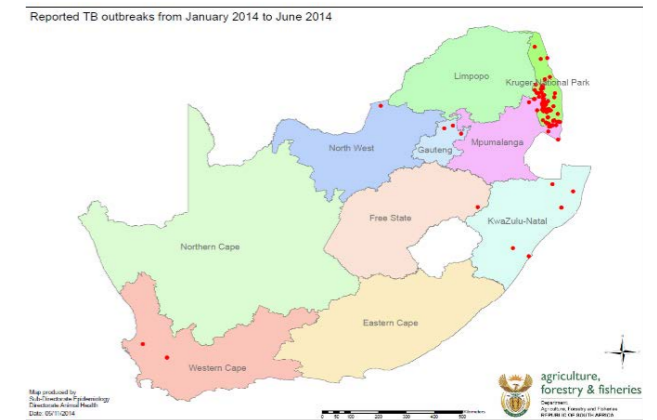 Reported TB outbreaks from January 2014 to June 2014
Limpopo
Kruger National Park
North West
Gauteng
Mpumalanga
Free State
KwaZulu-Natal
Northern Cape
Eastern Cape
Western Cape
Map produced by
Sub-Directorate Epidemiology
Directorate Animal Health
Date: 05/11/2014
agriculture,
forestry & fisheries
Department:
Agriculture, Forestry and Fisheries
REPUBLIC OF SOUTH AFRICA